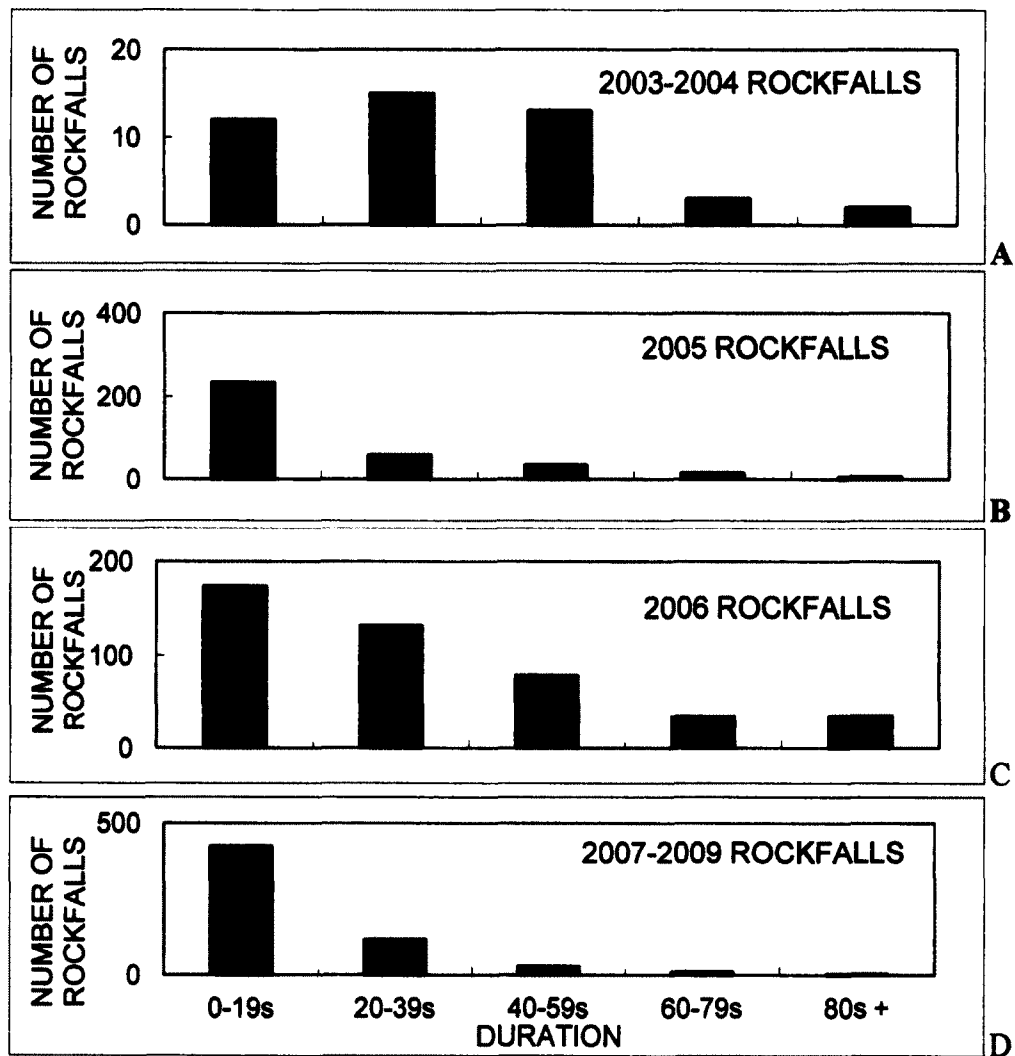 NUMBER OF
ROCKFALLS
20
10
0
2003-2004 ROCKFALLS
A
NUMBER OF
ROCKFALLS
400
200
0
2005 ROCKFALLS
B
NUMBER OF
ROCKFALLS
200
100
0
2006 ROCKFALLS
C
NUMBER OF
ROCKFALLS
500
0
2007-2009 ROCKFALLS
0-19s 20-39s 40-59s 60-79s 80s +
DURATION
D